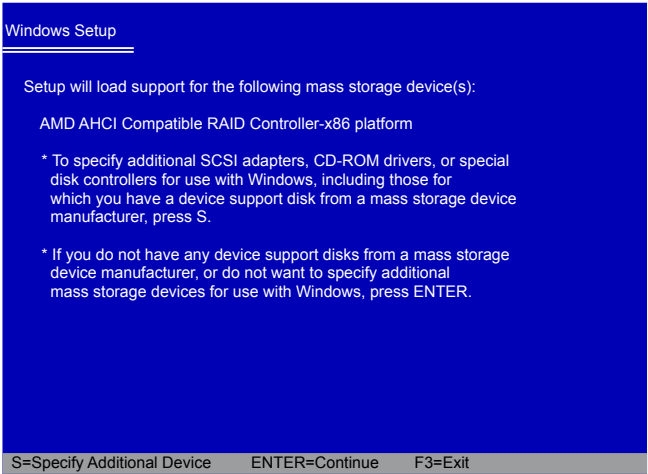 Windows Setup
Setup will load support for the following mass storage device(s):
AMD AHCI Compatible RAID Controller-x86 platform
* To specify additional SCSI adapters, CD-ROM drivers, or special
disk controllers for use with Windows, including those for
which you have a device support disk from a mass storage device
manufacturer, press S.
* If you do not have any device support disks from a mass storage
device manufacturer, or do not want to specify additional
mass storage devices for use with Windows, press ENTER.
S=Specify Additional Device ENTER=Continue F3=Exit